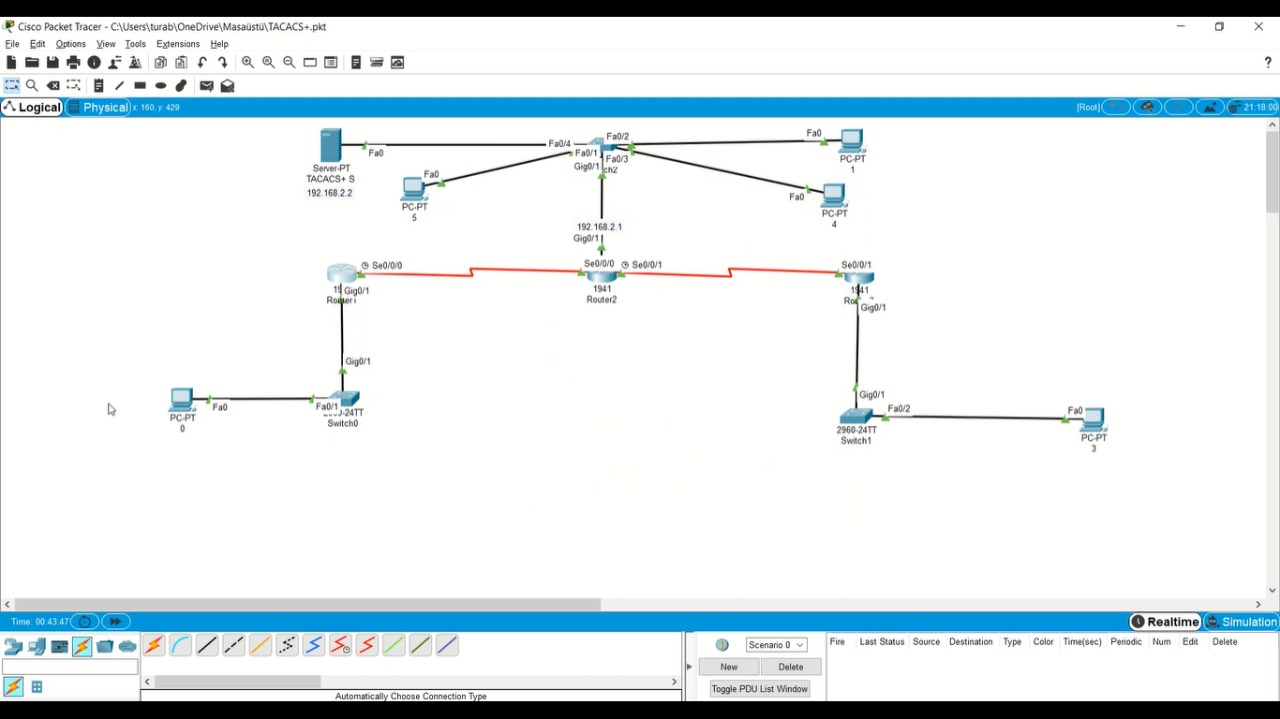 Cisco Packet Tracer - C:\Users\turab\OneDrive\Masaüstü\TACACS+.pkt
File Edit Options View Tools Extensions Help
?
Logical Physical x: 160, y: 429 [Root] 21:18:00
Fa0
Server-PT
TACACS+ S
192.168.2.2
Fa0/4
Fa0/1
Fa0/2
Fa0/3
Gig0/1
ch2
Fa0
PC-PT
1
Fa0
PC-PT
5
Fa0
PC-PT
4
192.168.2.1
Gig0/1
Se0/0/0
Gig0/1
Se0/0/0
Se0/0/1
1941
Router2
Se0/0/1
Gig0/1
Gig0/1
Fa0/1
Switch0
Fa0
PC-PT
0
Gig0/1
Fa0/2
2960-24TT
Switch1
Fa0
PC-PT
3
Time: 00:43:47
Realtime Simulation
Scenario 0
New Delete
Toggle PDU List Window
Fire Last Status Source Destination Type Color Time(sec) Periodic Num Edit Delete
Automatically Choose Connection Type